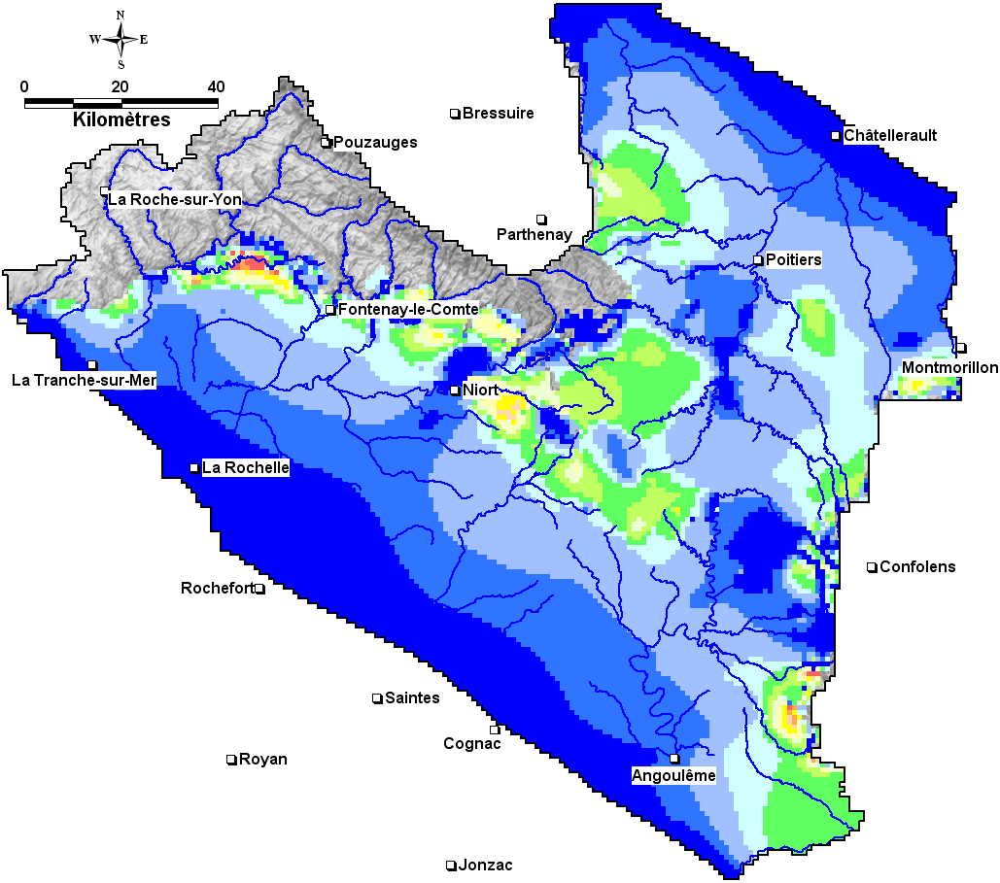 N
W E
S
0 20 40
Kilomètres
Bressuire
Châtellerault
Pouzauges
La Roche-sur-Yon
Parthenay
Poitiers
Fontenay-le-Comte
Montmorillon
La Tranche-sur-Mer
Niort
La Rochelle
Confolens
Rochefort
Saintes
Cognac
Royan
Angoulême
Jonzac